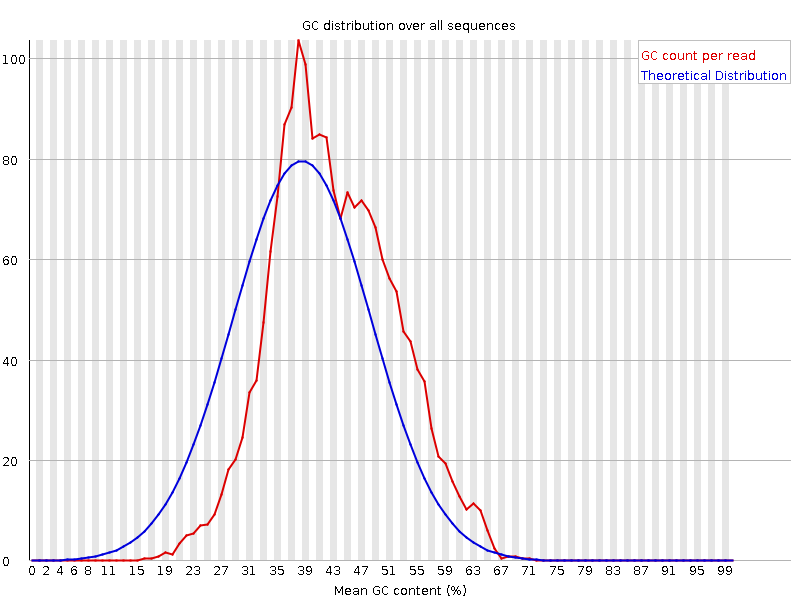 GC distribution over all sequences
GC count per read
Theoretical Distribution
100
80
60
40
20
0
0 2 4 6 8 11 15 19 23 27 31 35 39 43 47 51 55 59 63 67 71 75 79 83 87 91 95 99
Mean GC content (%)